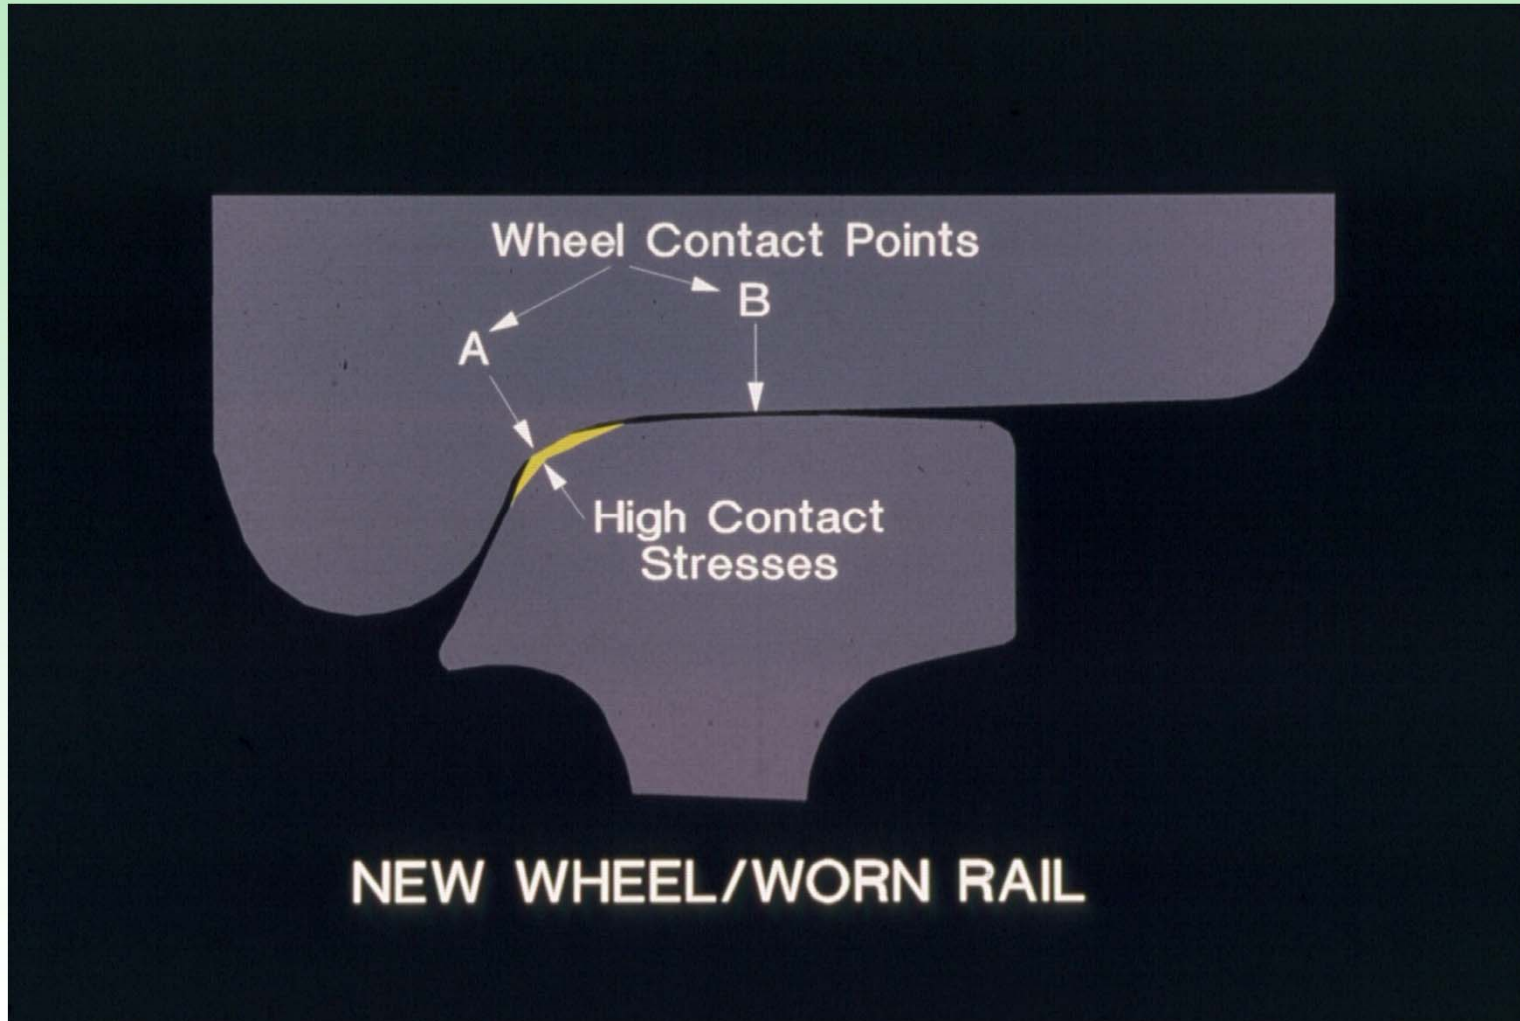 Wheel Contact Points
B
A
High Contact
Stresses
NEW WHEEL/WORN RAIL